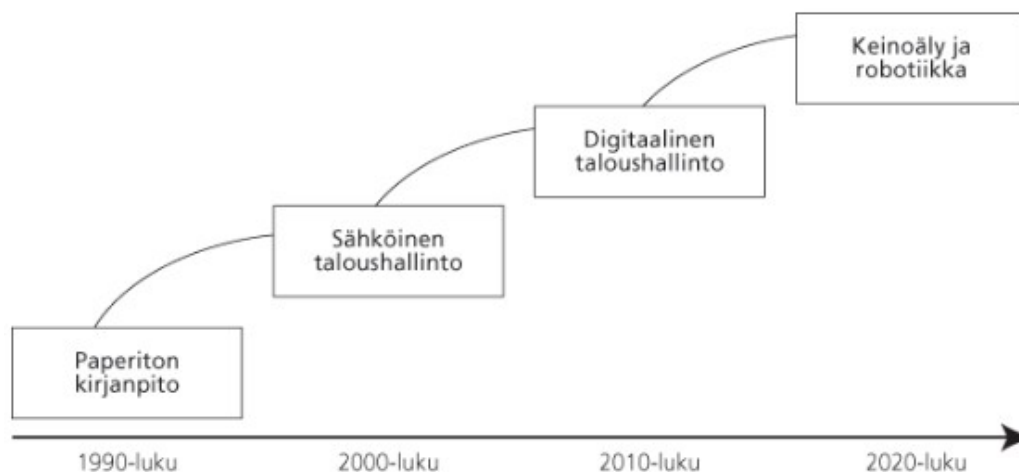 Keinoäly ja
robotiikka
Digitaalinen
taloushallinto
Sähköinen
taloushallinto
Paperiton
kirjanpito
1990-luku
2000-luku
2010-luku
2020-luku